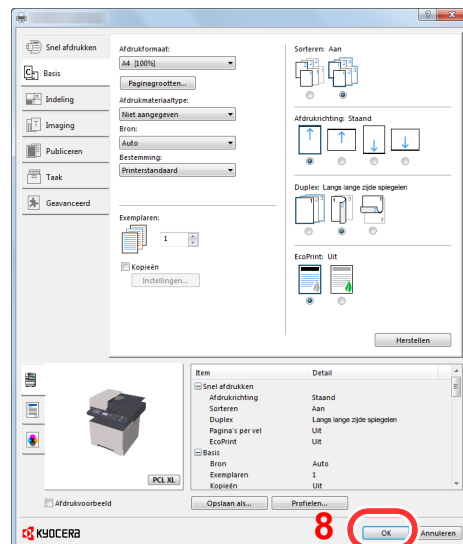 Snel afdrukken
Basis
Indeling
Imaging
Publiceren
Taak
Geavanceerd
Afdrukformaat:
A4 [100%]
Paginagrootten...
Afdrukmateriaaltype:
Niet aangegeven
Bron:
Auto
Bestemming:
Printerstandaard
Exemplaren:
1
Kopieën
Instellingen...
Sorteren: Aan
Afdrukrichting: Staand
Duplex: Langs lange zijde spiegelen
EcoPrint: Uit
Herstellen
Item Detail
Snel afdrukken
Afdrukrichting Staand
Sorteren Aan
Duplex Langs lange zijde spiegelen
Pagina's per vel Uit
EcoPrint Uit
Basis
Bron Auto
Exemplaren 1
Kopieën Uit
PCL XL
Afdrukvoorbeeld
Opslaan als... Profielen...
KYOCERA
8
OK Annuleren